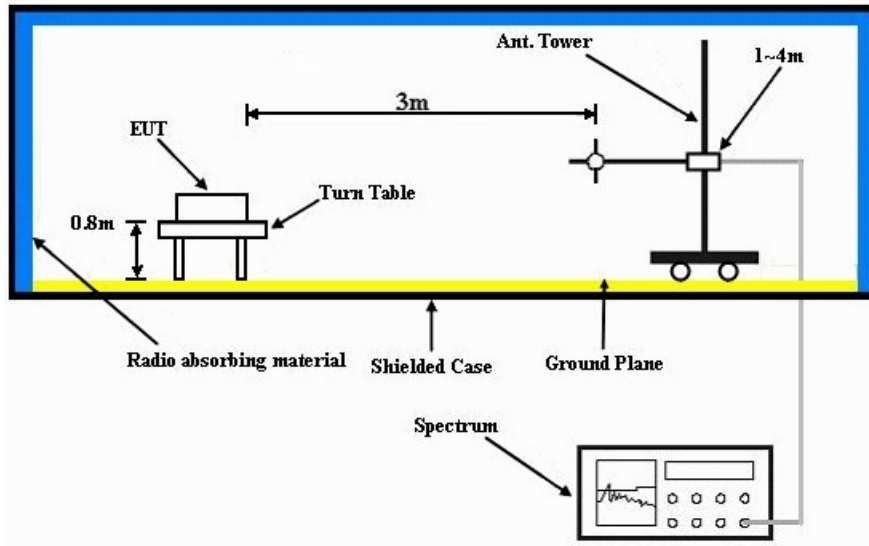 Ant. Tower
1~4m
3m
EUT
Turn Table
0.8m
Radio absorbing material
Shielded Case
Ground Plane
Spectrum